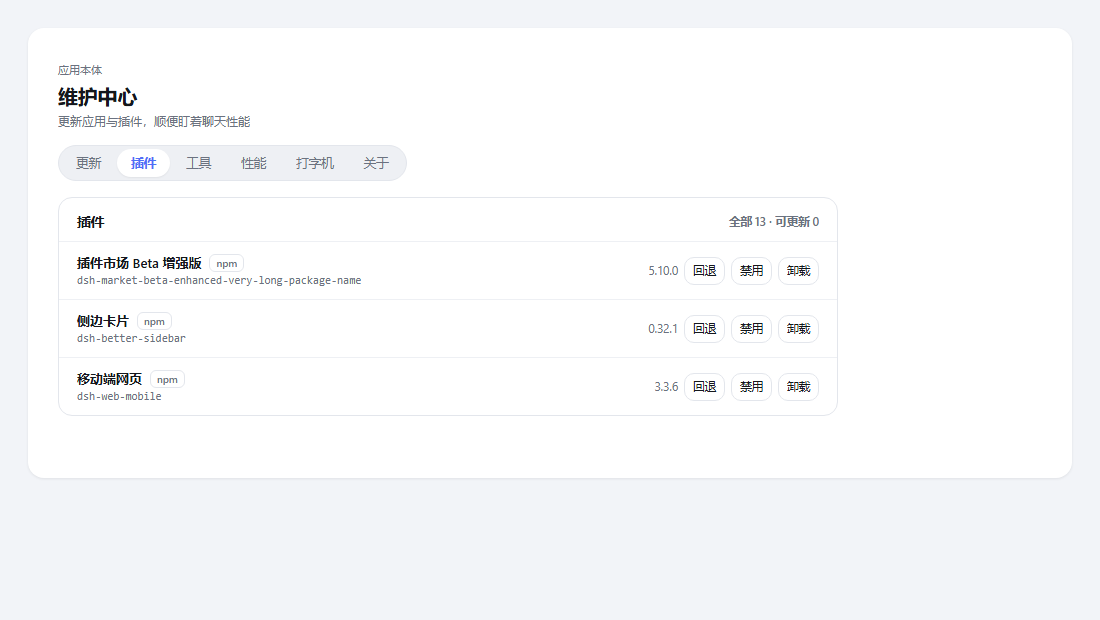 应用本体
维护中心
更新应用与插件，顺便盯着聊天性能
更新 插件 工具 性能 打字机 关于
插件 全部 13 · 可更新 0
插件市场 Beta 增强版 npm
dsh-market-beta-enhanced-very-long-package-name
5.10.0 回退 禁用 卸载
侧边卡片 npm
dsh-better-sidebar
0.32.1 回退 禁用 卸载
移动端网页 npm
dsh-web-mobile
3.3.6 回退 禁用 卸载